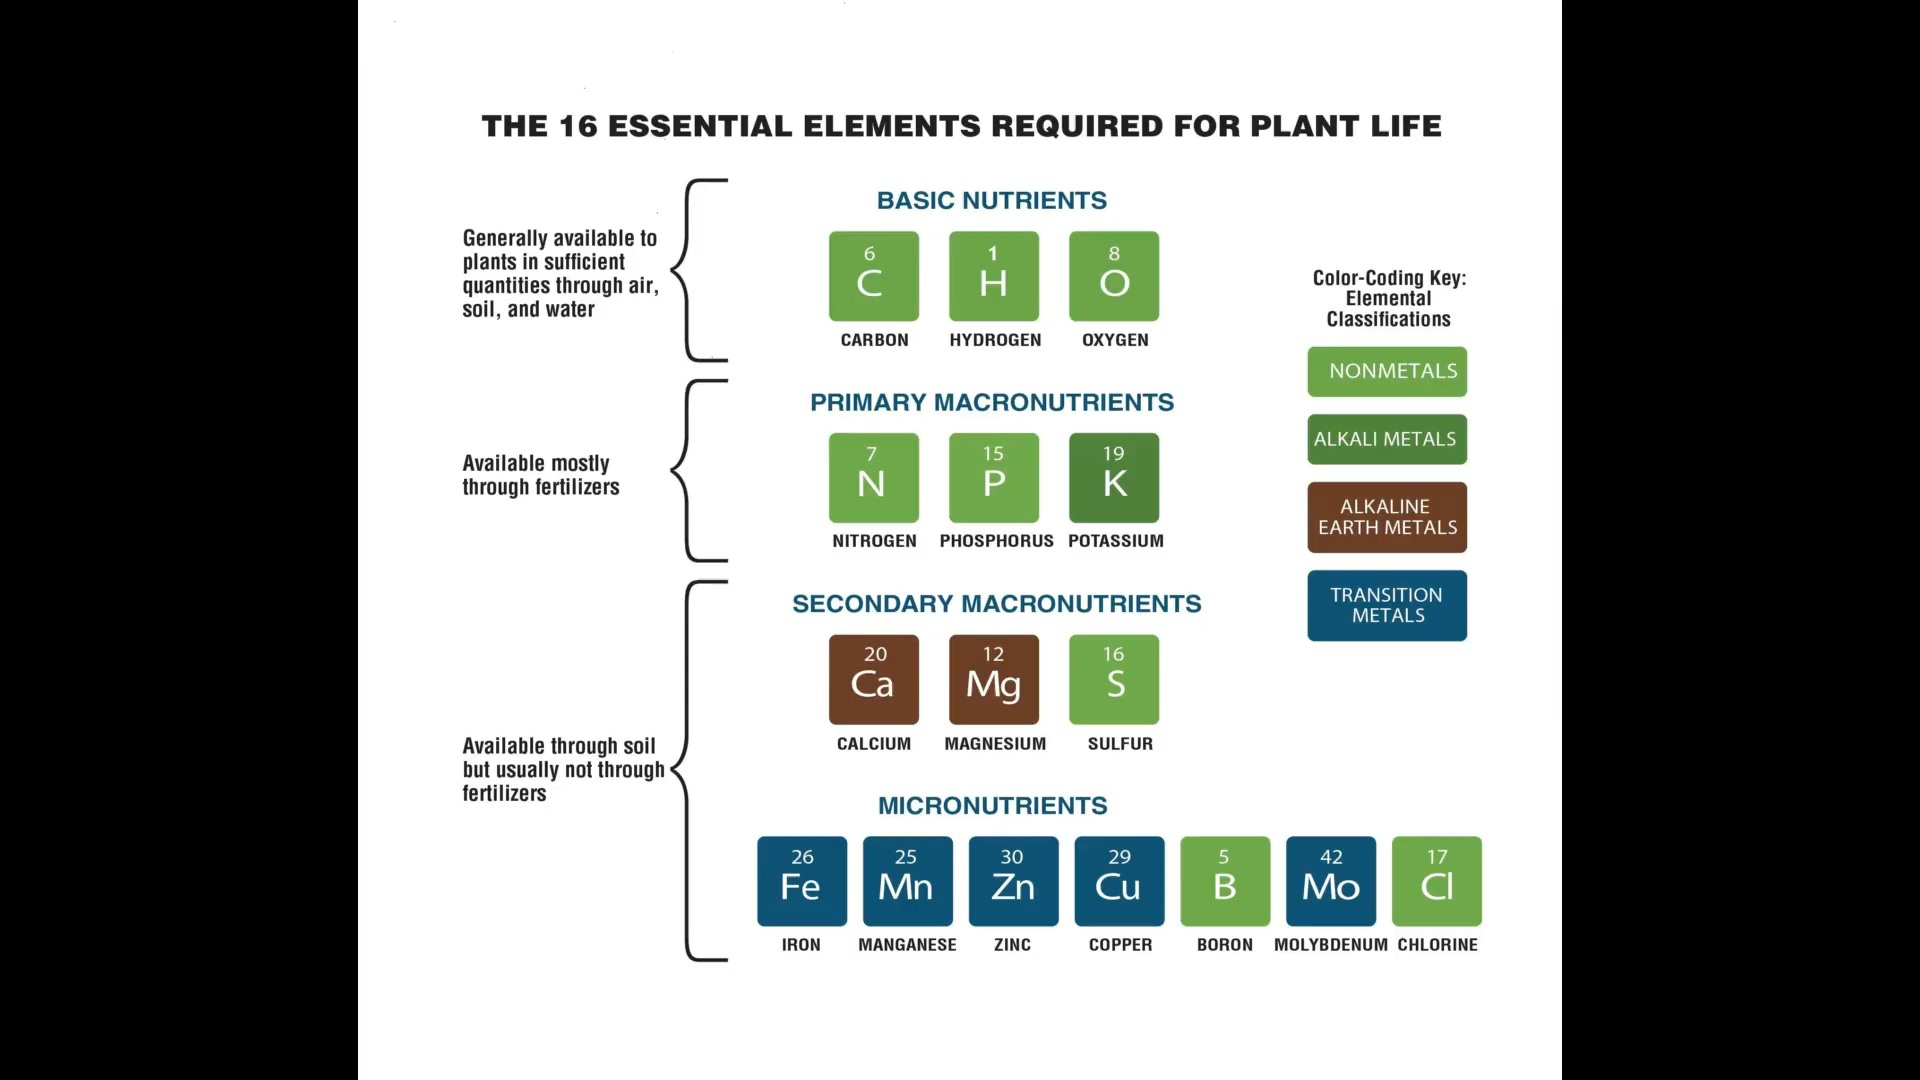 THE 16 ESSENTIAL ELEMENTS REQUIRED FOR PLANT LIFE
Generally available to
plants in sufficient
quantities through air,
soil, and water
BASIC NUTRIENTS
6 1 8
C H O
CARBON HYDROGEN OXYGEN
Available mostly
through fertilizers
PRIMARY MACRONUTRIENTS
7 15 19
N P K
NITROGEN PHOSPHORUS POTASSIUM
Available through soil
but usually not through
fertilizers
SECONDARY MACRONUTRIENTS
20 12 16
Ca Mg S
CALCIUM MAGNESIUM SULFUR
MICRONUTRIENTS
26 25 30 29 5 42 17
Fe Mn Zn Cu B Mo Cl
IRON MANGANESE ZINC COPPER BORON MOLYBDENUM CHLORINE
Color-Coding Key:
Elemental
Classifications
NONMETALS
ALKALI METALS
ALKALINE
EARTH METALS
TRANSITION
METALS